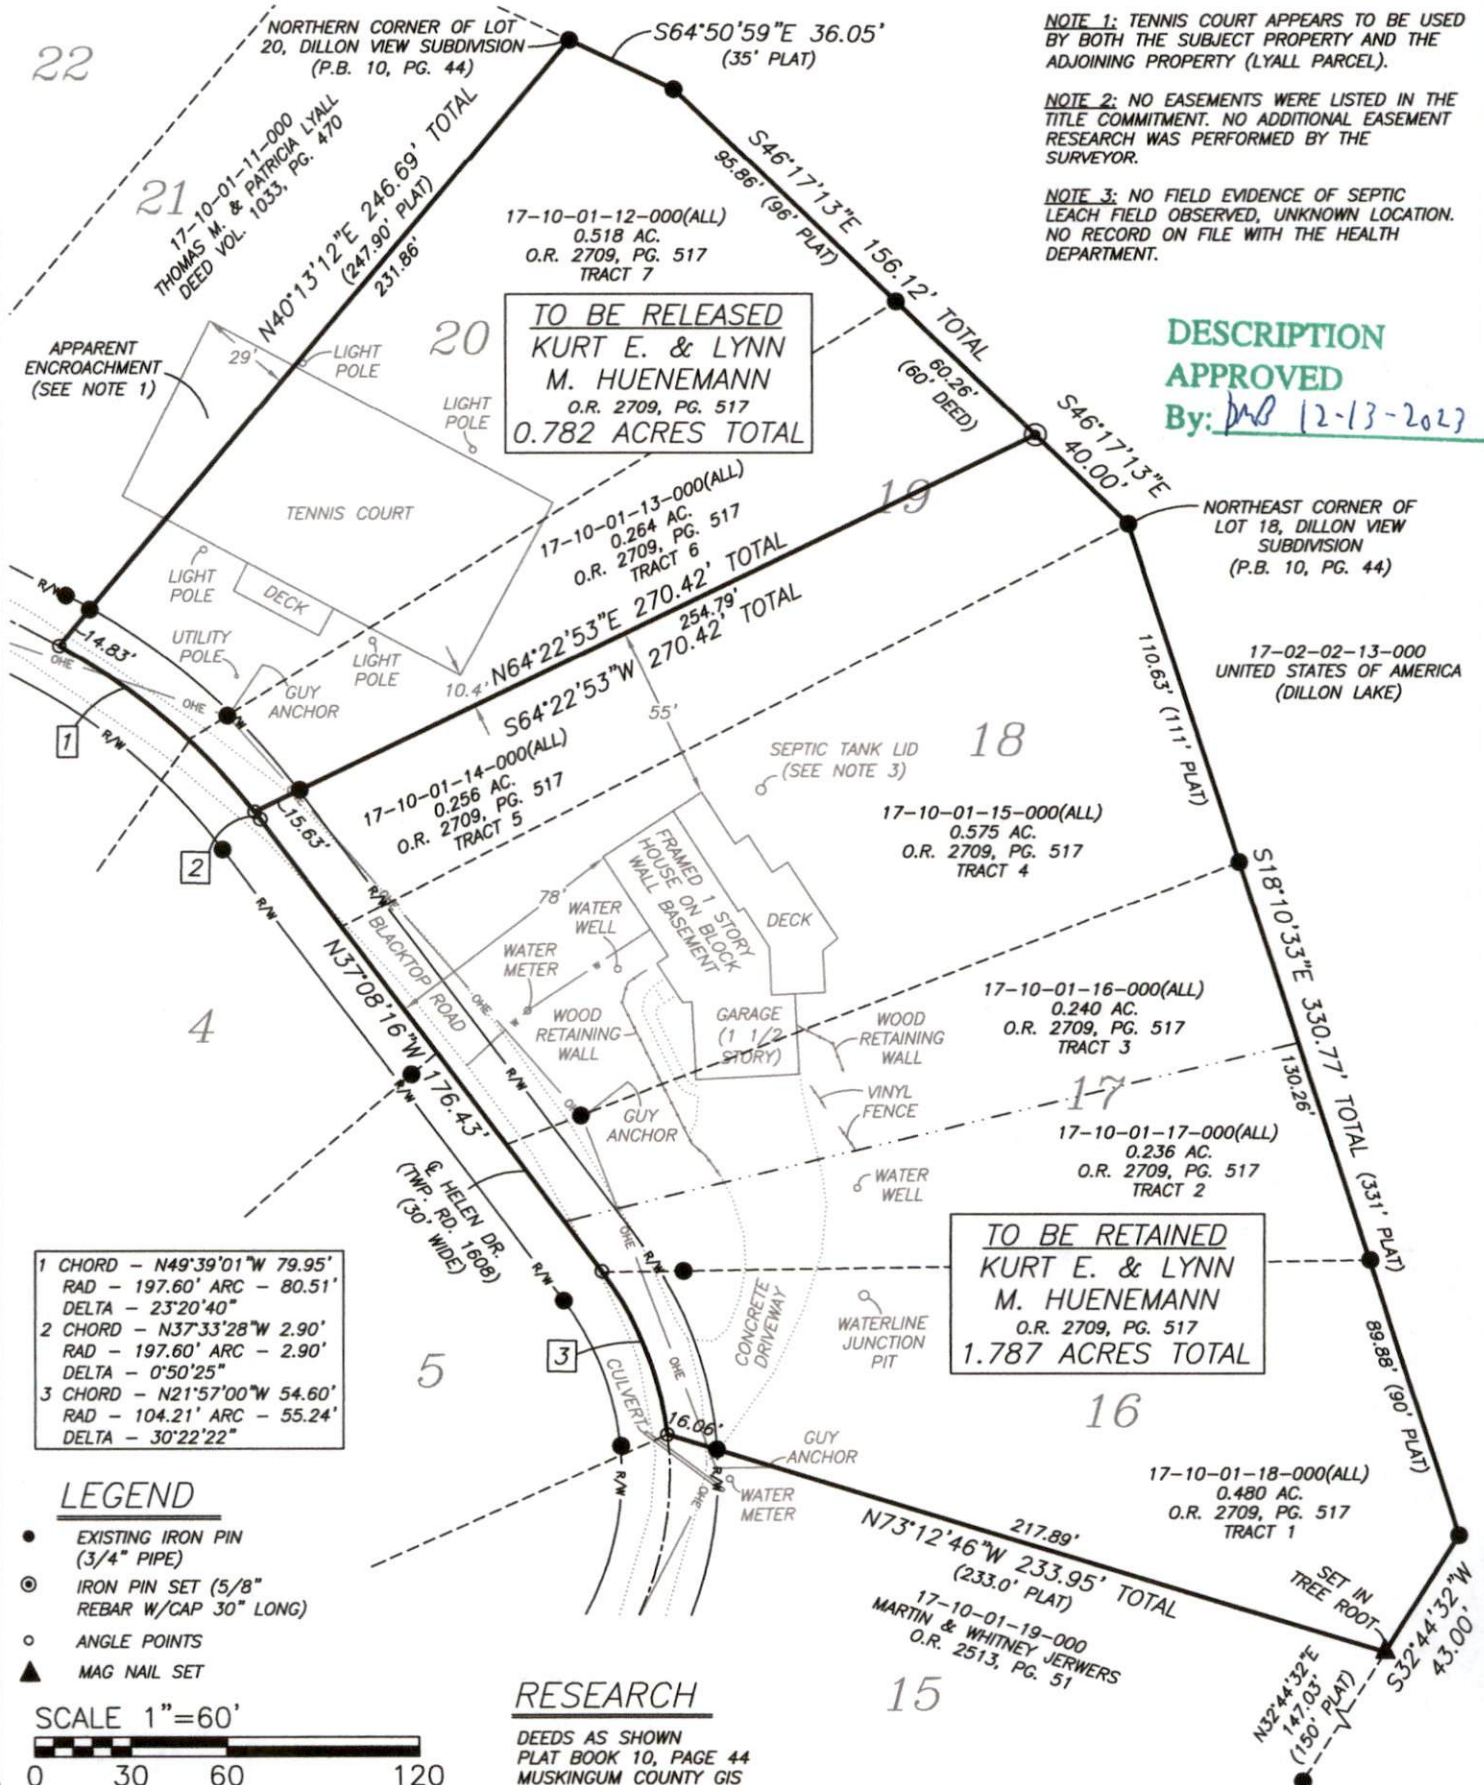 22
NORTHERN CORNER OF LOT
20, DILLON VIEW SUBDIVISION
(P.B. 10, PG. 44)
S64°50'59"E 36.05'
(35' PLAT)
NOTE 1: TENNIS COURT APPEARS TO BE USED
BY BOTH THE SUBJECT PROPERTY AND THE
ADJOINING PROPERTY (LYALL PARCEL).
NOTE 2: NO EASEMENTS WERE LISTED IN THE
TITLE COMMITMENT. NO ADDITIONAL EASEMENT
RESEARCH WAS PERFORMED BY THE
SURVEYOR.
NOTE 3: NO FIELD EVIDENCE OF SEPTIC
LEACH FIELD OBSERVED, UNKNOWN LOCATION.
NO RECORD ON FILE WITH THE HEALTH
DEPARTMENT.
21
17-10-01-11-000
THOMAS M. & PATRICIA LYALL
DEED VOL. 1033, PG. 470
N40°13'12"E 246.69' TOTAL
(247.90' PLAT)
231.86'
17-10-01-12-000(ALL)
0.518 AC.
O.R. 2709, PG. 517
TRACT 7
S46°17'13"E 156.12' TOTAL
95.86' (96' PLAT)
60.26'
(60' DEED)
20
TO BE RELEASED
KURT E. & LYNN
M. HUENEMANN
O.R. 2709, PG. 517
0.782 ACRES TOTAL
DESCRIPTION
APPROVED
By: DMB 12-13-2023
APPARENT
ENCROACHMENT
(SEE NOTE 1)
29'
LIGHT
POLE
LIGHT
POLE
S46°17'13"E
40.00'
TENNIS COURT
19
NORTHEAST CORNER OF
LOT 18, DILLON VIEW
SUBDIVISION
(P.B. 10, PG. 44)
17-10-01-13-000(ALL)
0.264 AC.
O.R. 2709, PG. 517
TRACT 6
LIGHT
POLE
DECK
R/W
14.83'
OHE
UTILITY
POLE
LIGHT
POLE
GUY
ANCHOR
OHE
10.4'
N64°22'53"E 270.42' TOTAL
254.79'
S64°22'53"W 270.42' TOTAL
55'
110.63' (111' PLAT)
17-02-02-13-000
UNITED STATES OF AMERICA
(DILLON LAKE)
1
R/W
R/W
18
SEPTIC TANK LID
(SEE NOTE 3)
17-10-01-14-000(ALL)
0.256 AC.
O.R. 2709, PG. 517
TRACT 5
15.63'
2
R/W
17-10-01-15-000(ALL)
0.575 AC.
O.R. 2709, PG. 517
TRACT 4
FRAMED 1 STORY
HOUSE ON BLOCK
WALL BASEMENT
DECK
OHE
R/W
78'
WATER
WELL
WATER
METER
BLACKTOP ROAD
N37°08'16"W 176.43'
OHE
4
WOOD
RETAINING
WALL
GARAGE
(1 1/2
STORY)
WOOD
RETAINING
WALL
17-10-01-16-000(ALL)
0.240 AC.
O.R. 2709, PG. 517
TRACT 3
S18°10'33"E 330.77' TOTAL (331' PLAT)
130.26'
R/W
R/W
OHE
GUY
ANCHOR
VINYL
FENCE
17
17-10-01-17-000(ALL)
0.236 AC.
O.R. 2709, PG. 517
TRACT 2
℄ HELEN DR.
(TWP. RD. 1608)
(30' WIDE)
WATER
WELL
TO BE RETAINED
KURT E. & LYNN
M. HUENEMANN
O.R. 2709, PG. 517
1.787 ACRES TOTAL
1 CHORD - N49°39'01"W 79.95'
RAD - 197.60' ARC - 80.51'
DELTA - 23°20'40"
2 CHORD - N37°33'28"W 2.90'
RAD - 197.60' ARC - 2.90'
DELTA - 0°50'25"
3 CHORD - N21°57'00"W 54.60'
RAD - 104.21' ARC - 55.24'
DELTA - 30°22'22"
OHE
R/W
R/W
CONCRETE
DRIVEWAY
WATERLINE
JUNCTION
PIT
89.88' (90' PLAT)
5
3
CULVERT
OHE
16.06'
16
GUY
ANCHOR
R/W
R/W
OHE
WATER
METER
17-10-01-18-000(ALL)
0.480 AC.
O.R. 2709, PG. 517
TRACT 1
217.89'
N73°12'46"W 233.95' TOTAL
(233.0' PLAT)
17-10-01-19-000
MARTIN & WHITNEY JERWERS
O.R. 2513, PG. 51
SET IN
TREE ROOT
S32°44'32"W
43.00'
N32°44'32"E
147.03'
(150' PLAT)
15
LEGEND
EXISTING IRON PIN
(3/4" PIPE)
IRON PIN SET (5/8"
REBAR W/CAP 30" LONG)
ANGLE POINTS
MAG NAIL SET
SCALE 1"=60'
0 30 60 120
RESEARCH
DEEDS AS SHOWN
PLAT BOOK 10, PAGE 44
MUSKINGUM COUNTY GIS